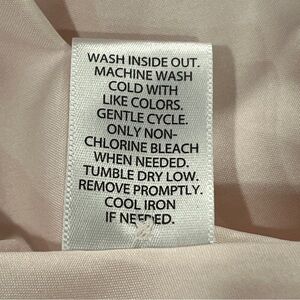 WASH INSIDE OUT.
MACHINE WASH
COLD WITH
LIKE COLORS.
GENTLE CYCLE.
ONLY NON-
CHLORINE BLEACH
WHEN NEEDED.
TUMBLE DRY LOW.
REMOVE PROMPTLY.
COOL IRON
IF NEEDED.